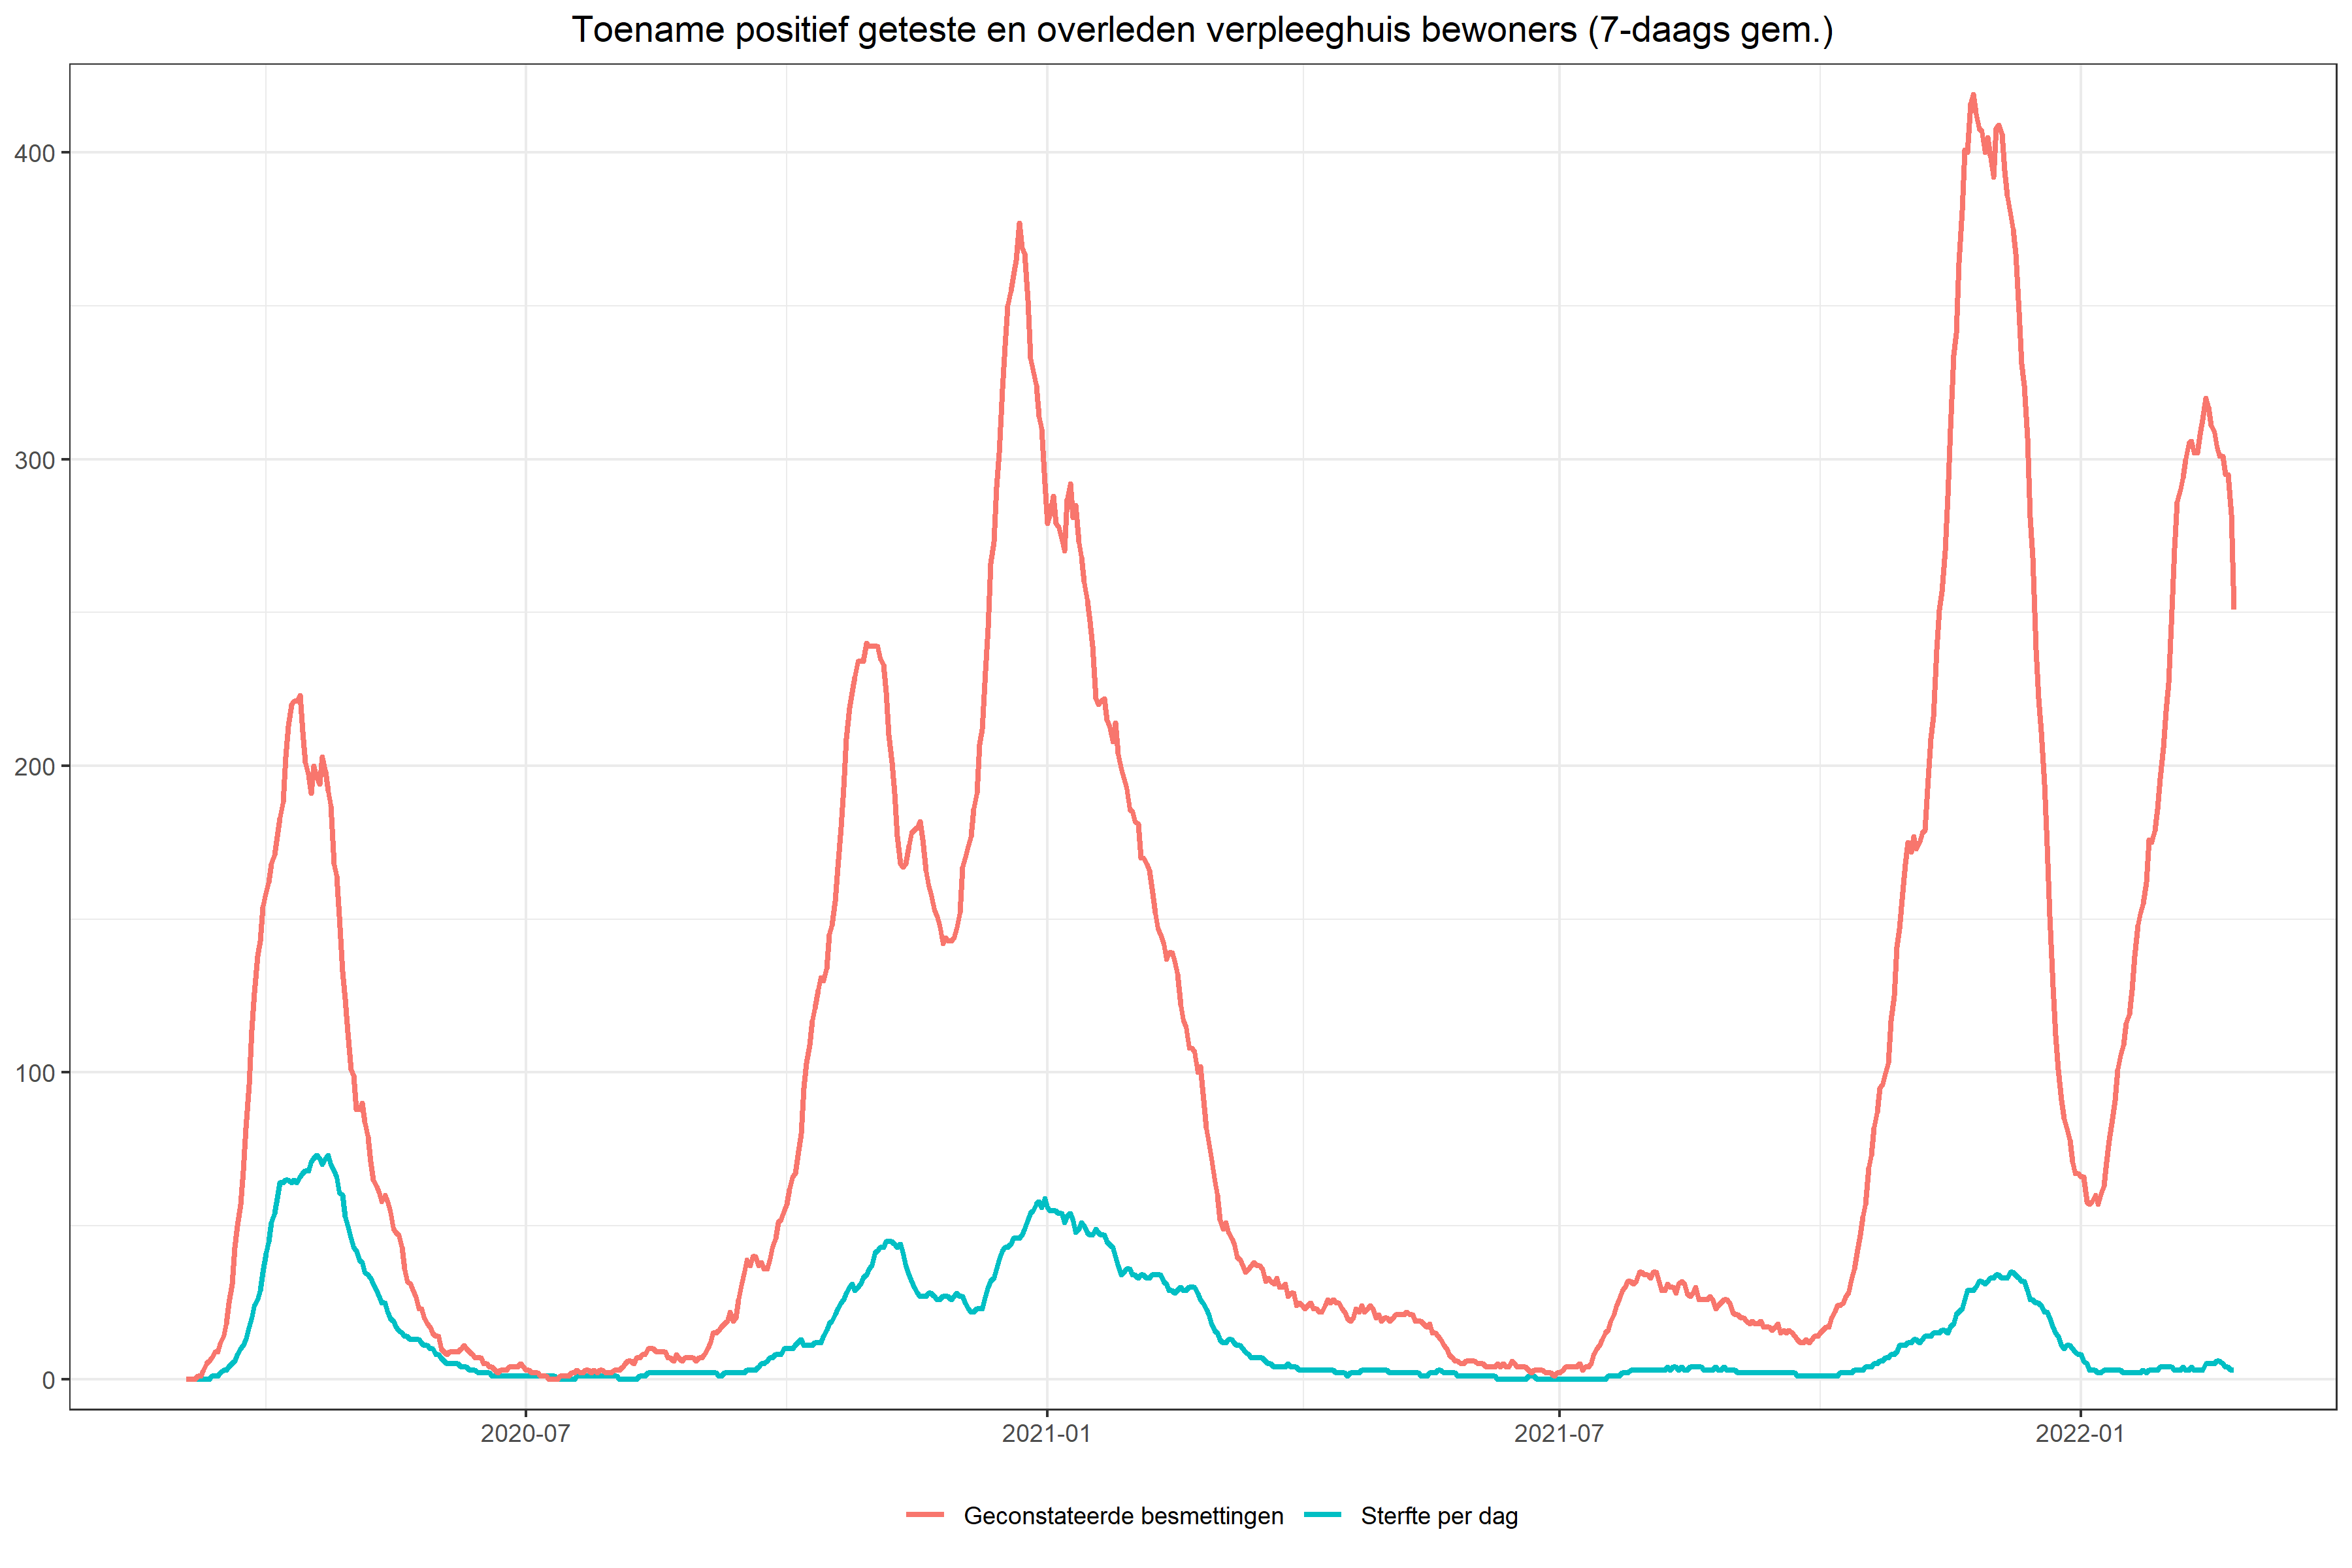 Toename positief geteste en overleden verpleeghuis bewoners (7-daags gem.)
400
300
200
100
0
2020-07 2021-01 2021-07 2022-01
Geconstateerde besmettingen Sterfte per dag